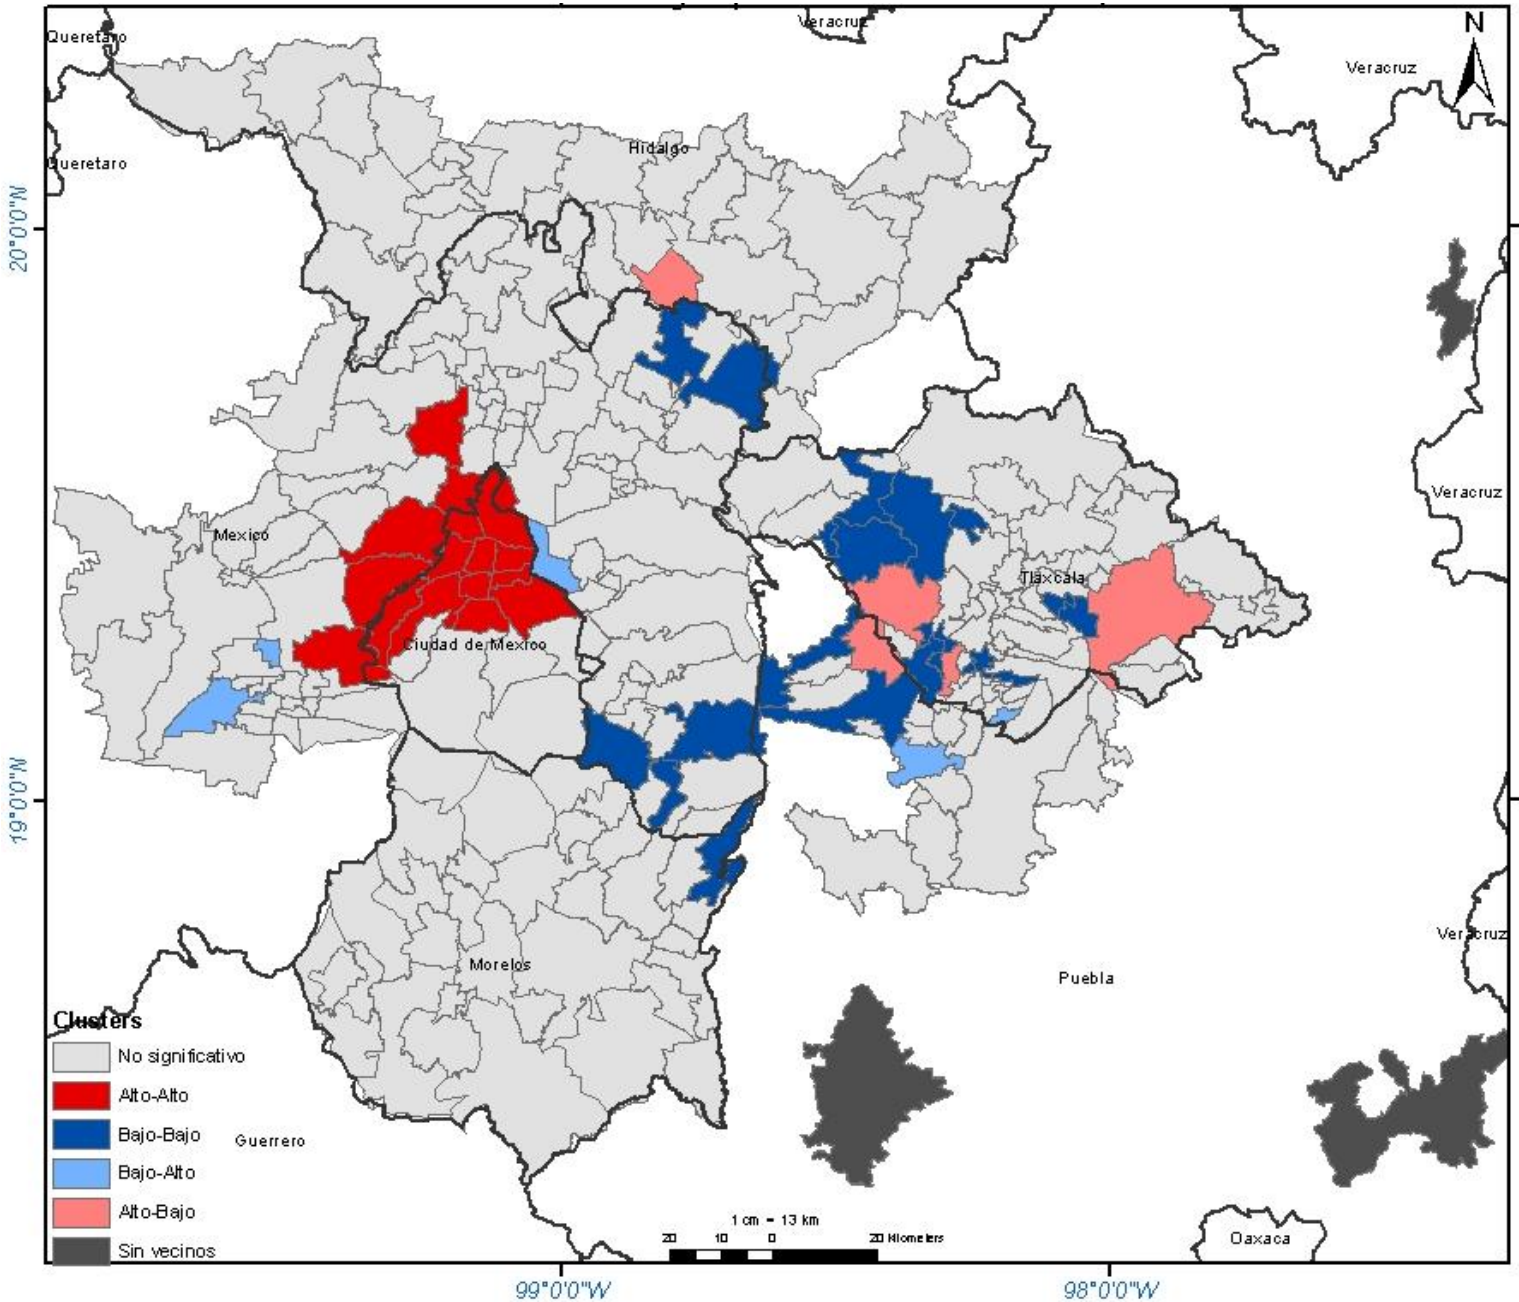 Veracruz
N
Queretaro
Veracruz
Hidalgo
Queretaro
20°0'0"N
Veracruz
Mexico
Tlaxcala
Ciudad de Mexico
19°0'0"N
Veracruz
Morelos
Puebla
Clusters
No significativo
Alto-Alto
Bajo-Bajo
Guerrero
Bajo-Alto
Alto-Bajo
Sin vecinos
1 cm = 13 km
20 10 0 20 Kilometers
Oaxaca
99°0'0"W
98°0'0"W